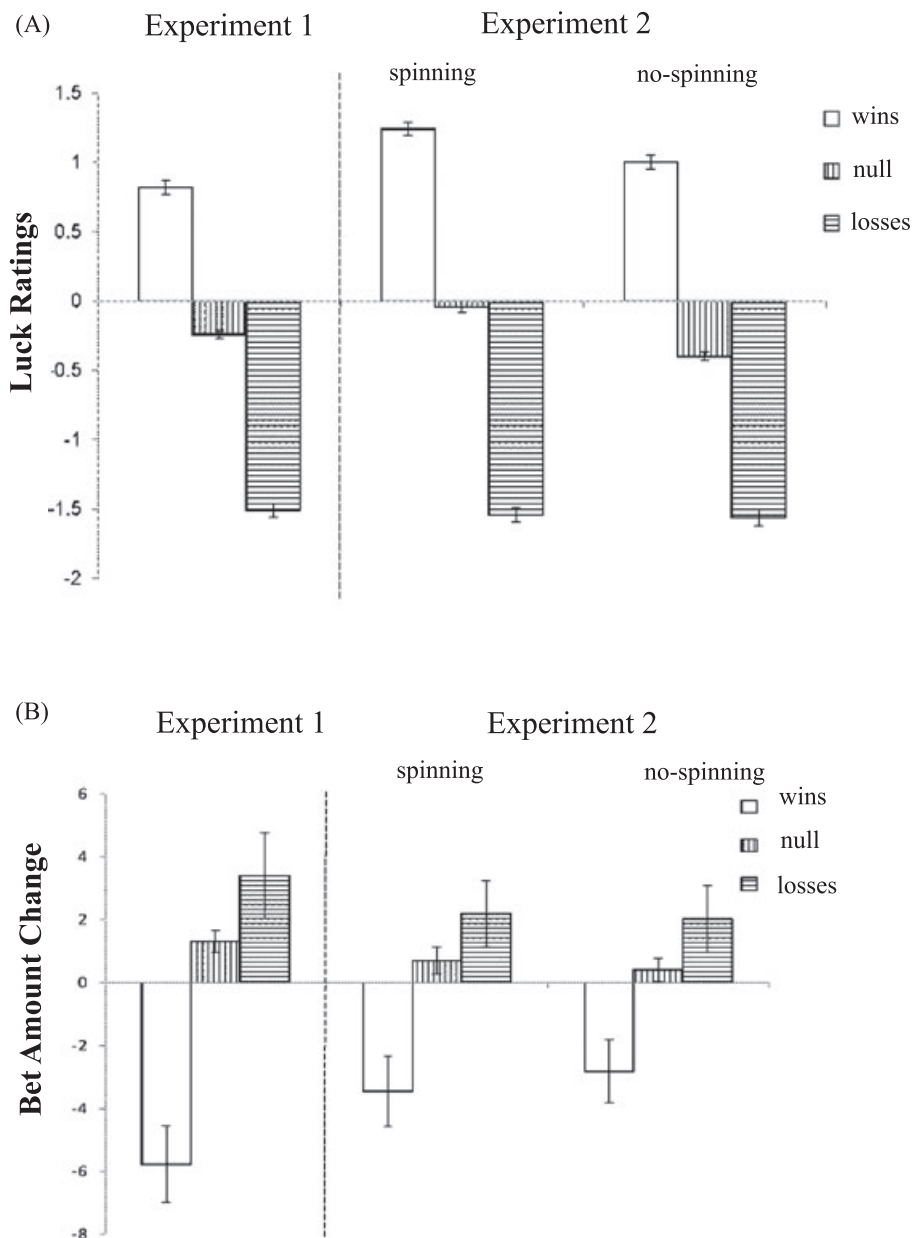 (A)
Experiment 1
Experiment 2
spinning
no-spinning
wins
null
losses
1.5
1
0.5
0
-0.5
-1
-1.5
-2
Luck Ratings
(B)
Experiment 1
Experiment 2
spinning
no-spinning
wins
null
losses
6
4
2
0
-2
-4
-6
-8
Bet Amount Change